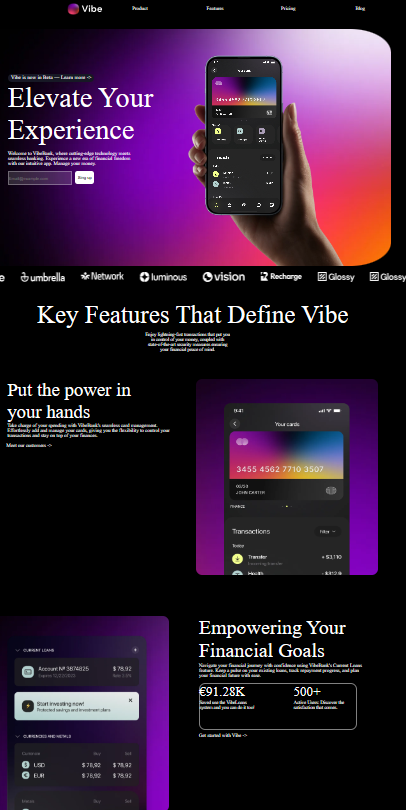 Vibe
Product
Features
Pricing
Blog
Vibe is now in Beta — Learn more ->
Elevate Your
Experience
Welcome to VibeBank, where cutting-edge technology meets
seamless banking. Experience a new era of financial freedom
with our intuitive app. Manage your money.
Email@example.com
Sign up
umbrella
Network
luminous
vision
Recharge
Glossy
Glossy
Key Features That Define Vibe
Enjoy lightning-fast transactions that put you
in control of your money, coupled with
state-of-the-art security measures ensuring
your financial peace of mind.
Put the power in
your hands
Take charge of your spending with VibeBank's seamless card management.
Effortlessly add and manage your cards, giving you the flexibility to control your
transactions and stay on top of your finances.
Meet our customers ->
9:41
Your cards
3455 4562 7710 3507
02/30
JOHN CARTER
FINANCE
Transactions
Filter
Today
Transfer
+ $3,110
Health
Empowering Your
Financial Goals
Navigate your financial journey with confidence using VibeBank's Current Loans
feature. Keep a pulse on your existing loans, track repayment progress, and plan
your financial future with ease.
€91.28K
500+
Saved use the VibeLoans
system and you can do it too!
Active Users: Discover the
satisfaction that comes.
Get started with Vibe ->
CURRENT LOANS
Account № 3874825
$ 78,92
Start investing now!
Protected savings and investment plans
CURRENCIES AND METALS
Buy
Sell
USD
$ 78,92
$ 78,92
EUR
$ 78,92
$ 78,92